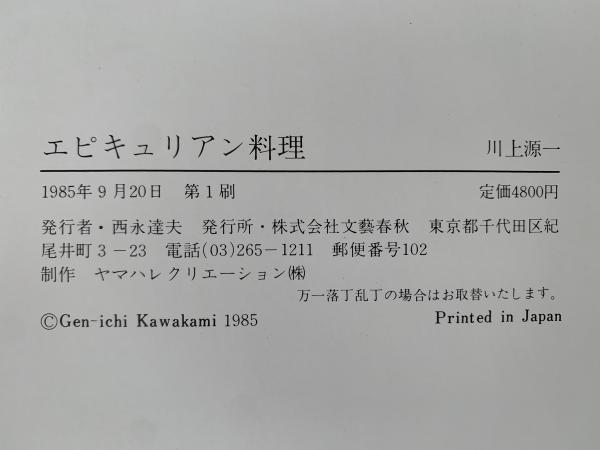 エピキュリアン料理　川上源一
1985年9月20日　第1刷　定価4800円
発行者・西永達夫　発行所・株式会社文藝春秋　東京都千代田区紀
尾井町3－23　電話(03)265－1211　郵便番号102
制作　ヤマハレクリエーション㈱
万一落丁乱丁の場合はお取替いたします。
©Gen-ichi Kawakami 1985　Printed in Japan